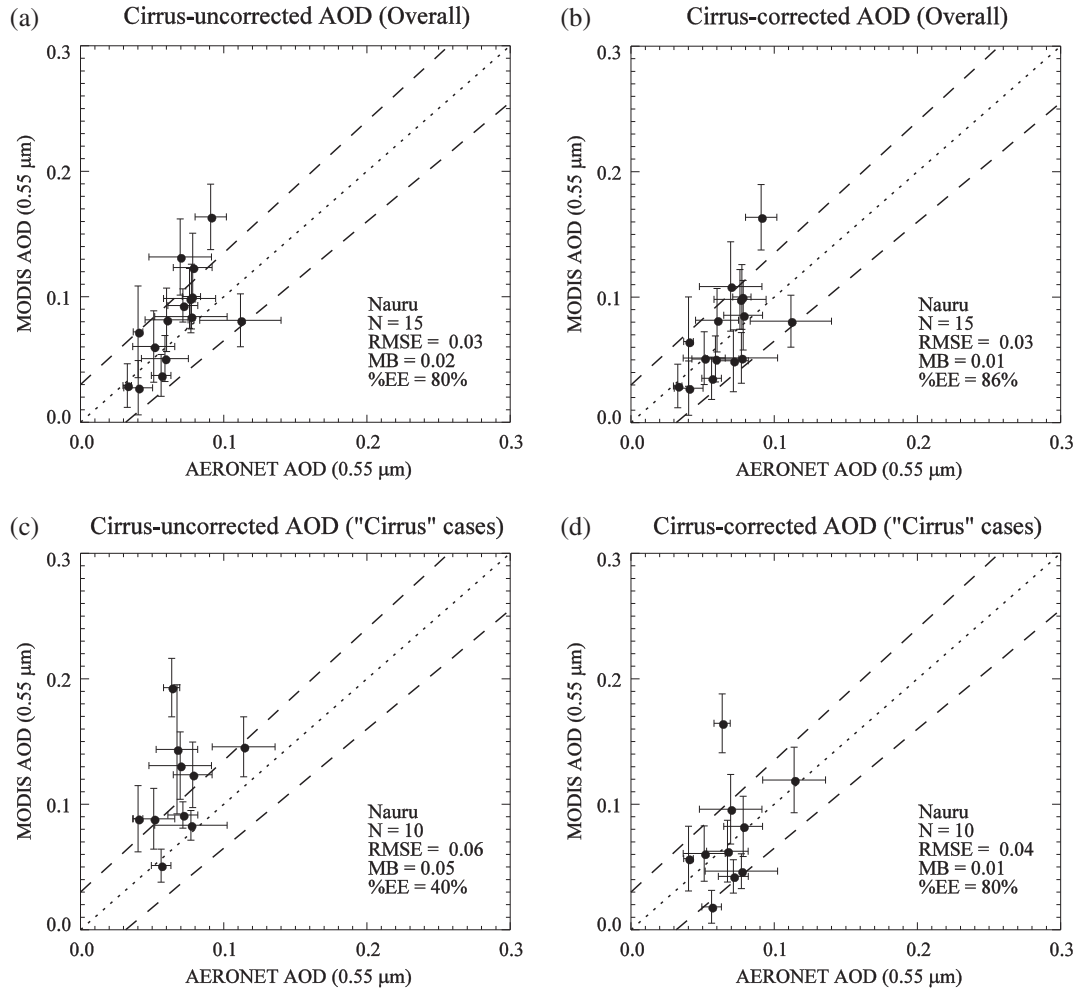 (a) Cirrus-uncorrected AOD (Overall)
MODIS AOD (0.55 μm)
0.3
0.2
0.1
0.0
0.0 0.1 0.2 0.3
AERONET AOD (0.55 μm)
Nauru
N = 15
RMSE = 0.03
MB = 0.02
%EE = 80%
(b) Cirrus-corrected AOD (Overall)
MODIS AOD (0.55 μm)
0.3
0.2
0.1
0.0
0.0 0.1 0.2 0.3
AERONET AOD (0.55 μm)
Nauru
N = 15
RMSE = 0.03
MB = 0.01
%EE = 86%
(c) Cirrus-uncorrected AOD ("Cirrus" cases)
MODIS AOD (0.55 μm)
0.3
0.2
0.1
0.0
0.0 0.1 0.2 0.3
AERONET AOD (0.55 μm)
Nauru
N = 10
RMSE = 0.06
MB = 0.05
%EE = 40%
(d) Cirrus-corrected AOD ("Cirrus" cases)
MODIS AOD (0.55 μm)
0.3
0.2
0.1
0.0
0.0 0.1 0.2 0.3
AERONET AOD (0.55 μm)
Nauru
N = 10
RMSE = 0.04
MB = 0.01
%EE = 80%